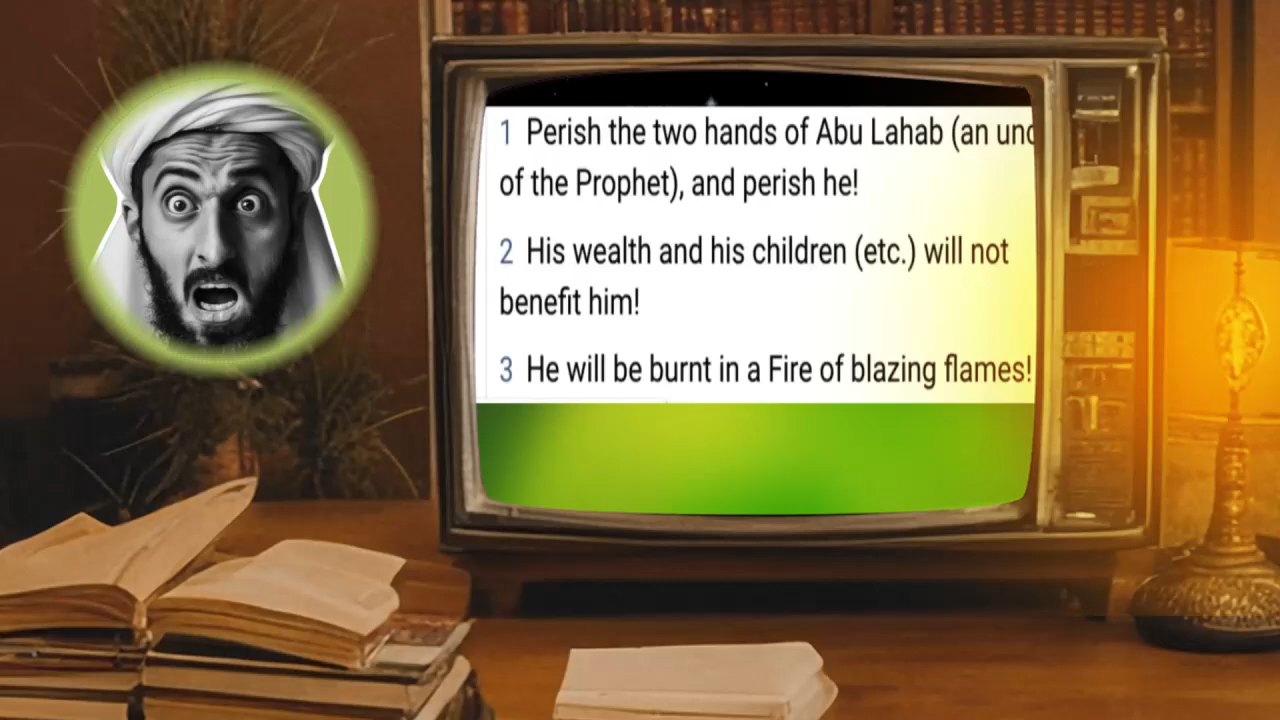 1 Perish the two hands of Abu Lahab (an unc
of the Prophet), and perish he!
2 His wealth and his children (etc.) will not
benefit him!
3 He will be burnt in a Fire of blazing flames!